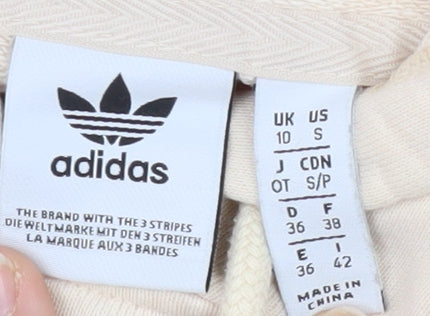 adidas
THE BRAND WITH THE 3 STRIPES
DIE WELTMARKE MIT DEN 3 STREIFEN
LA MARQUE AUX 3 BANDES
UK US
10 S
J CDN
OT S/P
D F
36 38
E I
36 42
MADE IN
CHINA